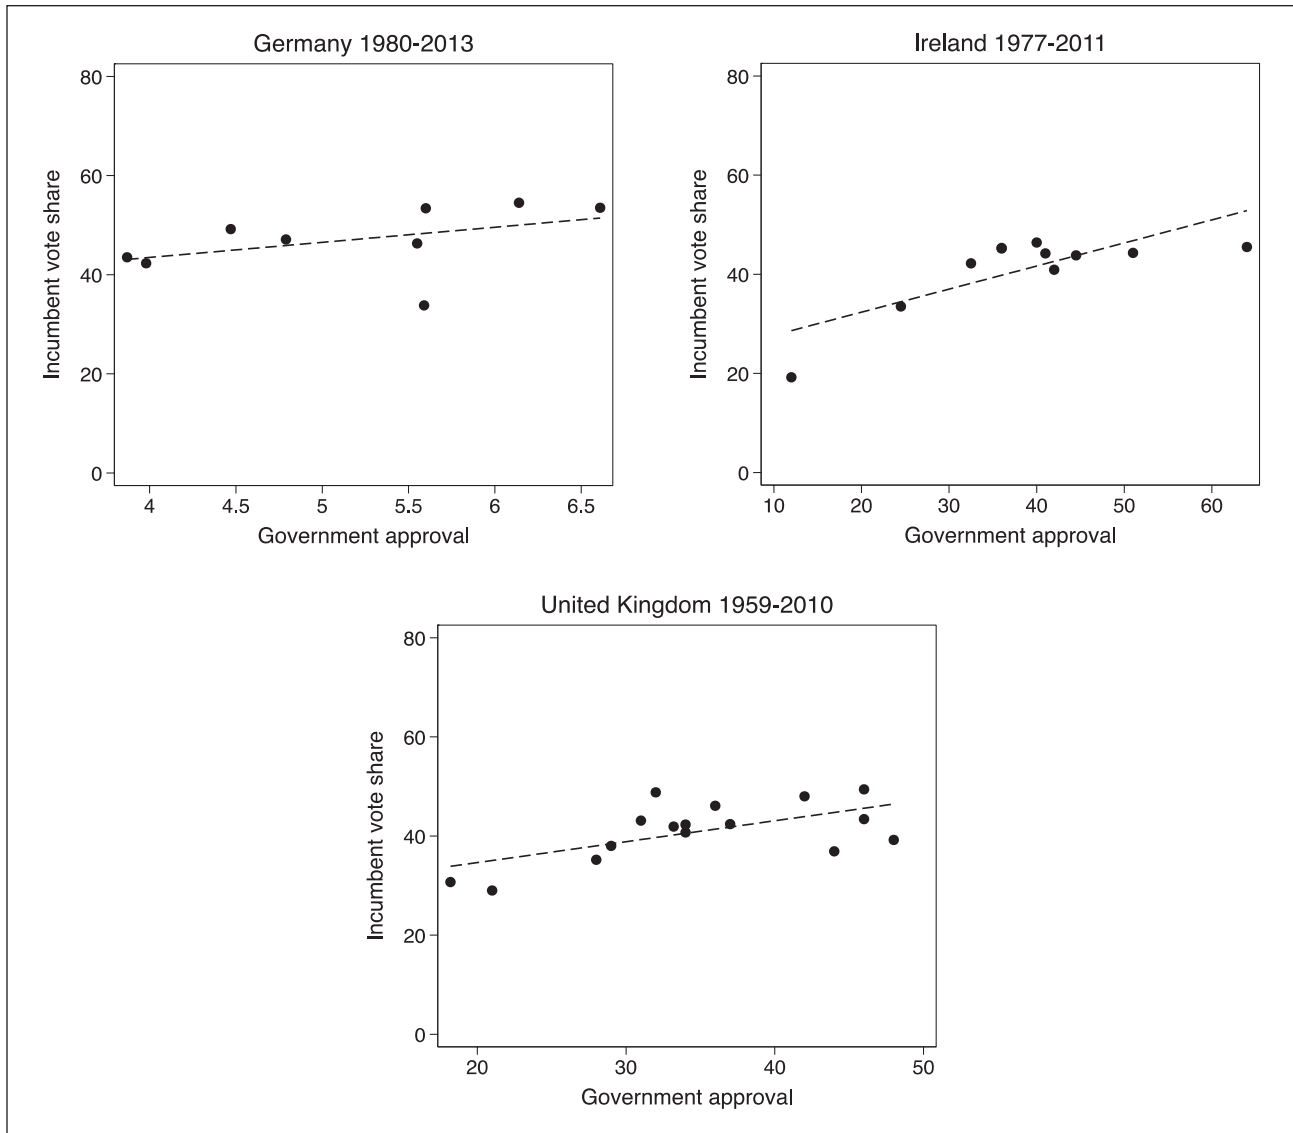 Germany 1980-2013
80
60
40
20
0
Incumbent vote share
4 4.5 5 5.5 6 6.5
Government approval
Ireland 1977-2011
80
60
40
20
0
Incumbent vote share
10 20 30 40 50 60
Government approval
United Kingdom 1959-2010
80
60
40
20
0
Incumbent vote share
20 30 40 50
Government approval